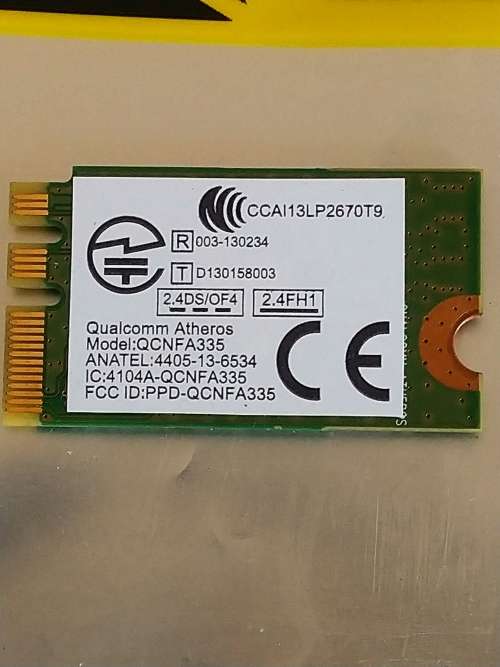 CCAI13LP2670T9
R 003-130234
T D130158003
2.4DS/OF4 2.4FH1
Qualcomm Atheros
Model:QCNFA335
ANATEL:4405-13-6534
IC:4104A-QCNFA335
FCC ID:PPD-QCNFA335
CE